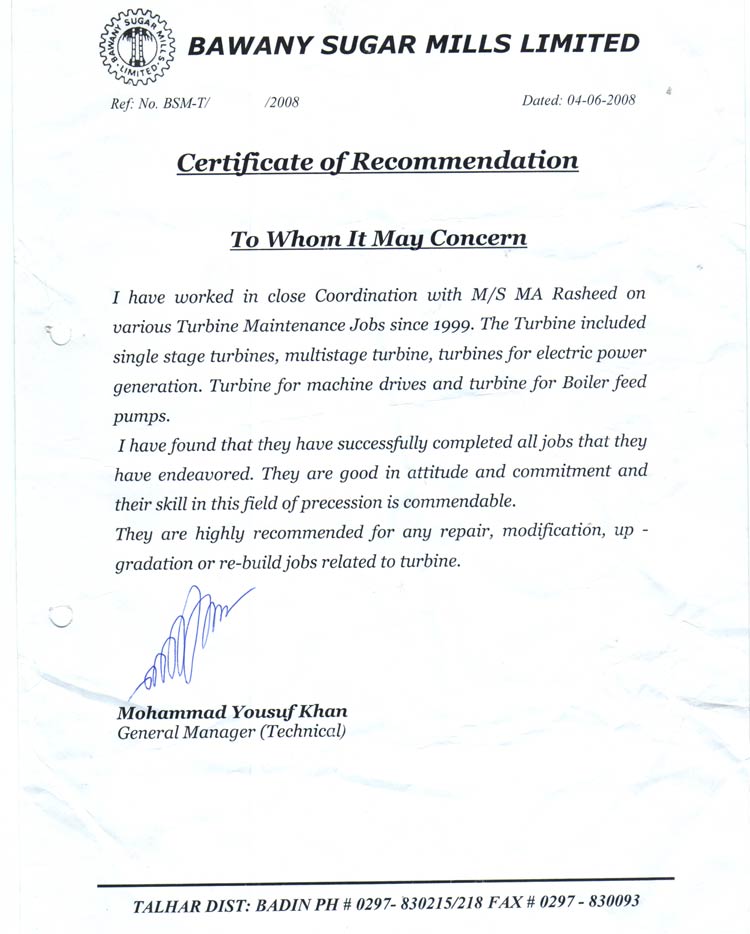 BAWANY SUGAR MILLS LIMITED
BAWANY SUGAR MILLS LIMITED
Ref: No. BSM-T/ /2008 Dated: 04-06-2008
Certificate of Recommendation
To Whom It May Concern
I have worked in close Coordination with M/S MA Rasheed on
various Turbine Maintenance Jobs since 1999. The Turbine included
single stage turbines, multistage turbine, turbines for electric power
generation. Turbine for machine drives and turbine for Boiler feed
pumps.
I have found that they have successfully completed all jobs that they
have endeavored. They are good in attitude and commitment and
their skill in this field of precession is commendable.
They are highly recommended for any repair, modification, up -
gradation or re-build jobs related to turbine.
Mohammad Yousuf Khan
General Manager (Technical)
TALHAR DIST: BADIN PH # 0297- 830215/218 FAX # 0297 - 830093